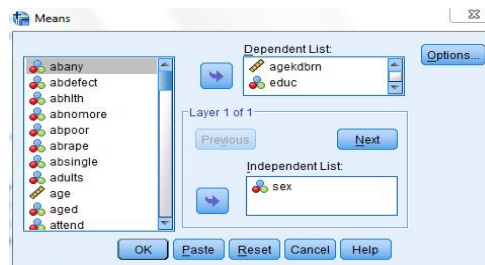 Means
abany
abdefect
abhlth
abnomore
abpoor
abrape
absingle
adults
age
aged
attend
Dependent List:
agekdbrn
educ
Options...
Layer 1 of 1
Previous
Next
Independent List:
sex
OK
Paste
Reset
Cancel
Help